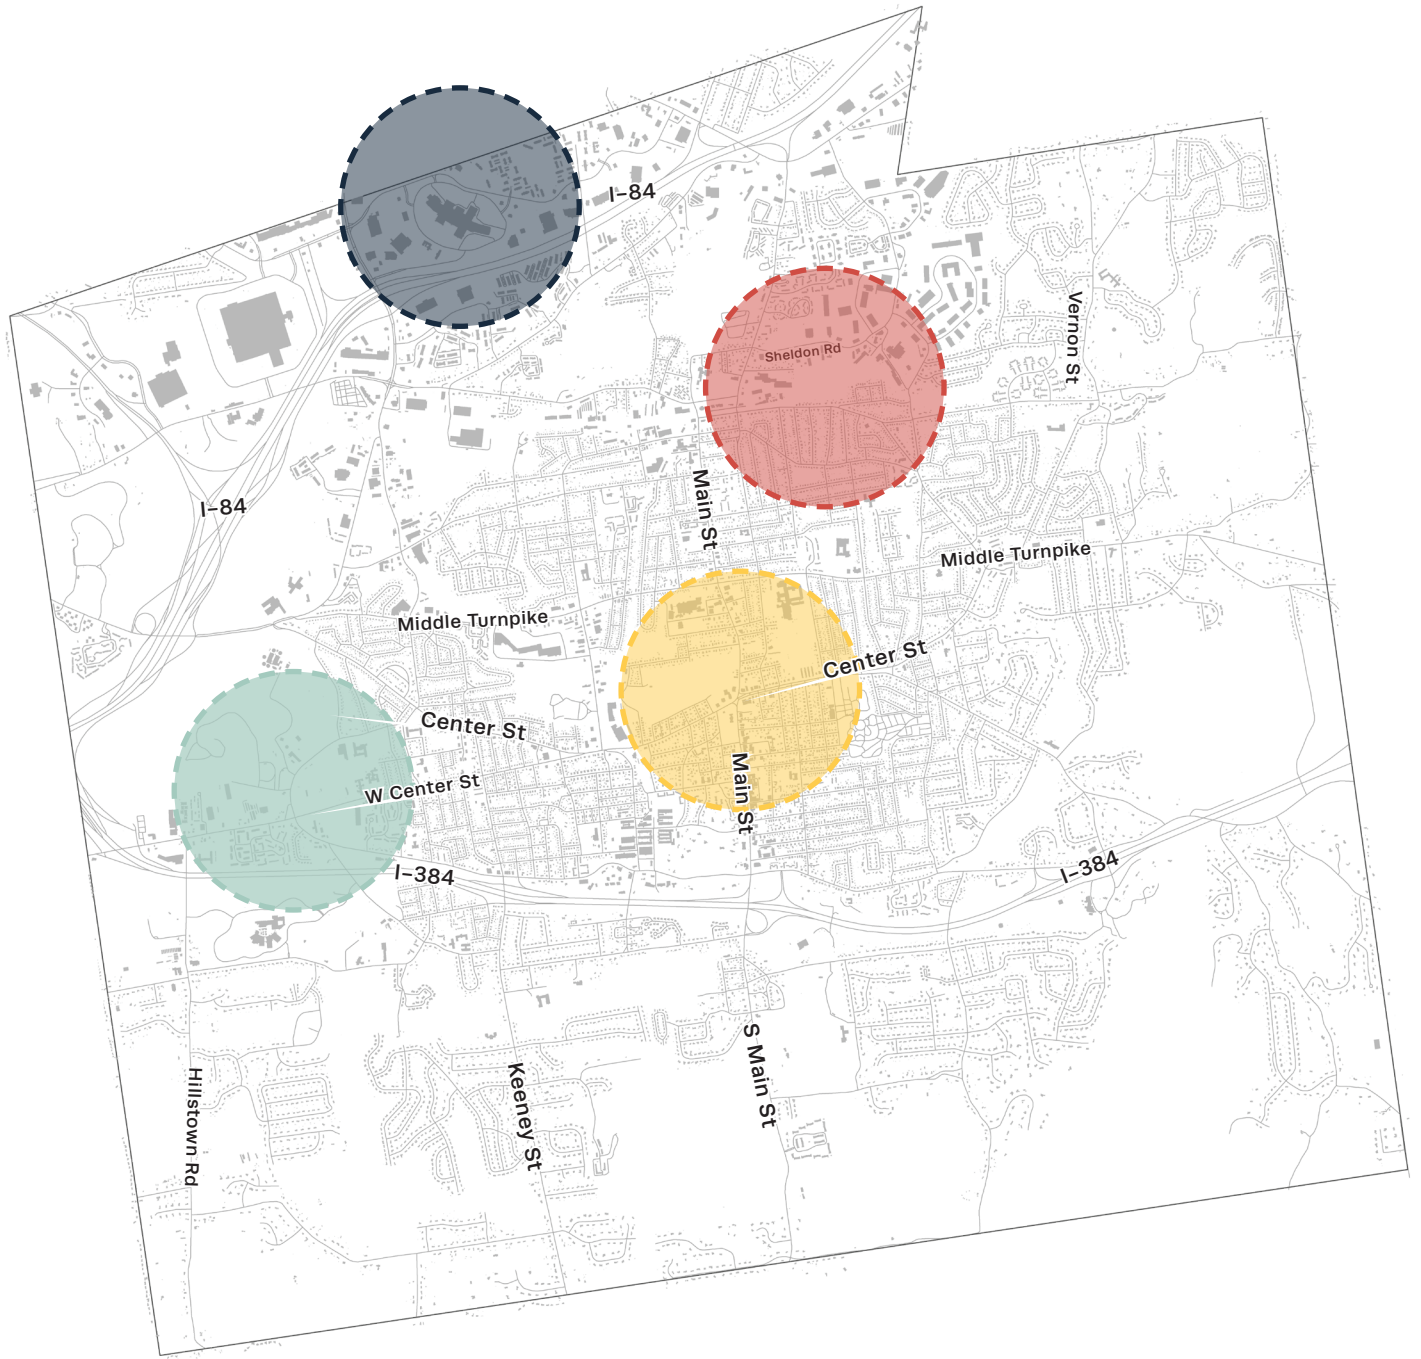 I-84
Vernon St
Sheldon Rd
I-84
Main St
Middle Turnpike
Middle Turnpike
Center St
Center St
W Center St
Main St
I-384
I-384
S Main St
Keeney St
Hillstown Rd